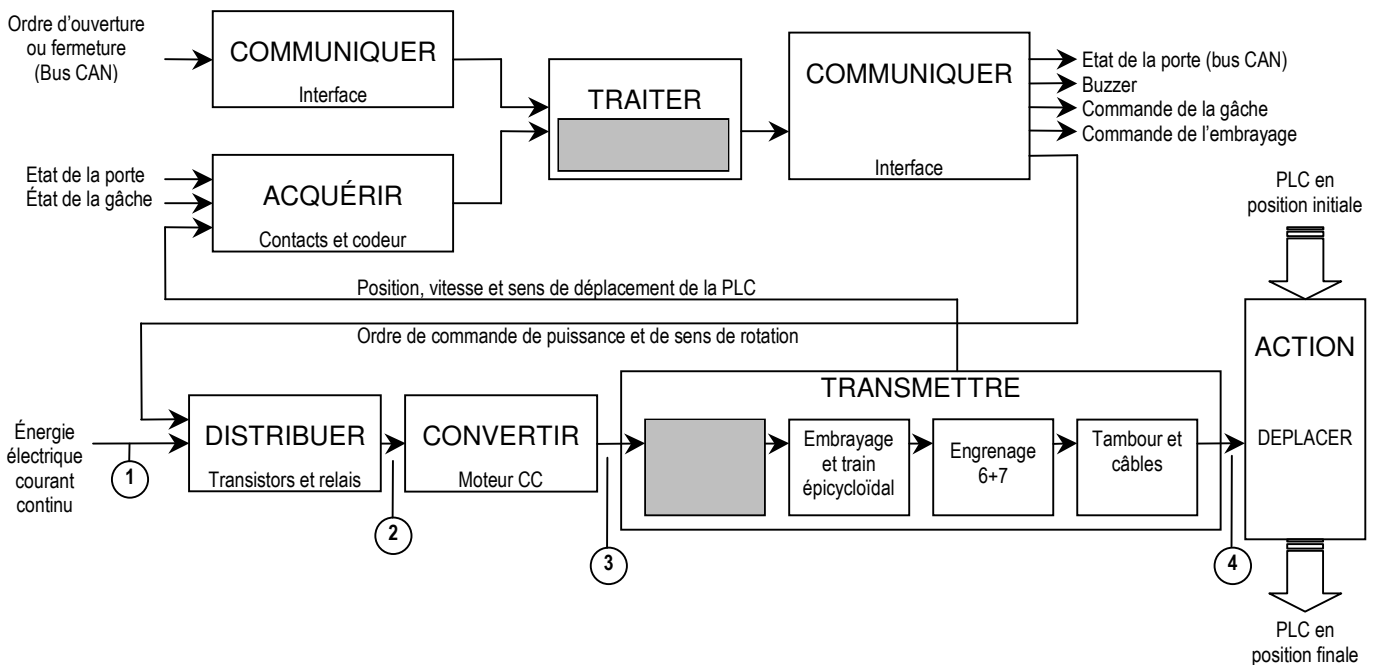 Ordre d'ouverture
ou fermeture
(Bus CAN)
COMMUNIQUER
Interface
TRAITER
COMMUNIQUER
Interface
Etat de la porte (bus CAN)
Buzzer
Commande de la gâche
Commande de l'embrayage
Etat de la porte
État de la gâche
ACQUÉRIR
Contacts et codeur
PLC en
position initiale
Position, vitesse et sens de déplacement de la PLC
Ordre de commande de puissance et de sens de rotation
ACTION
DEPLACER
TRANSMETTRE
Énergie
électrique
courant
continu
1
DISTRIBUER
Transistors et relais
2
CONVERTIR
Moteur CC
3
Embrayage
et train
épicycloïdal
Engrenage
6+7
Tambour et
câbles
4
PLC en
position finale